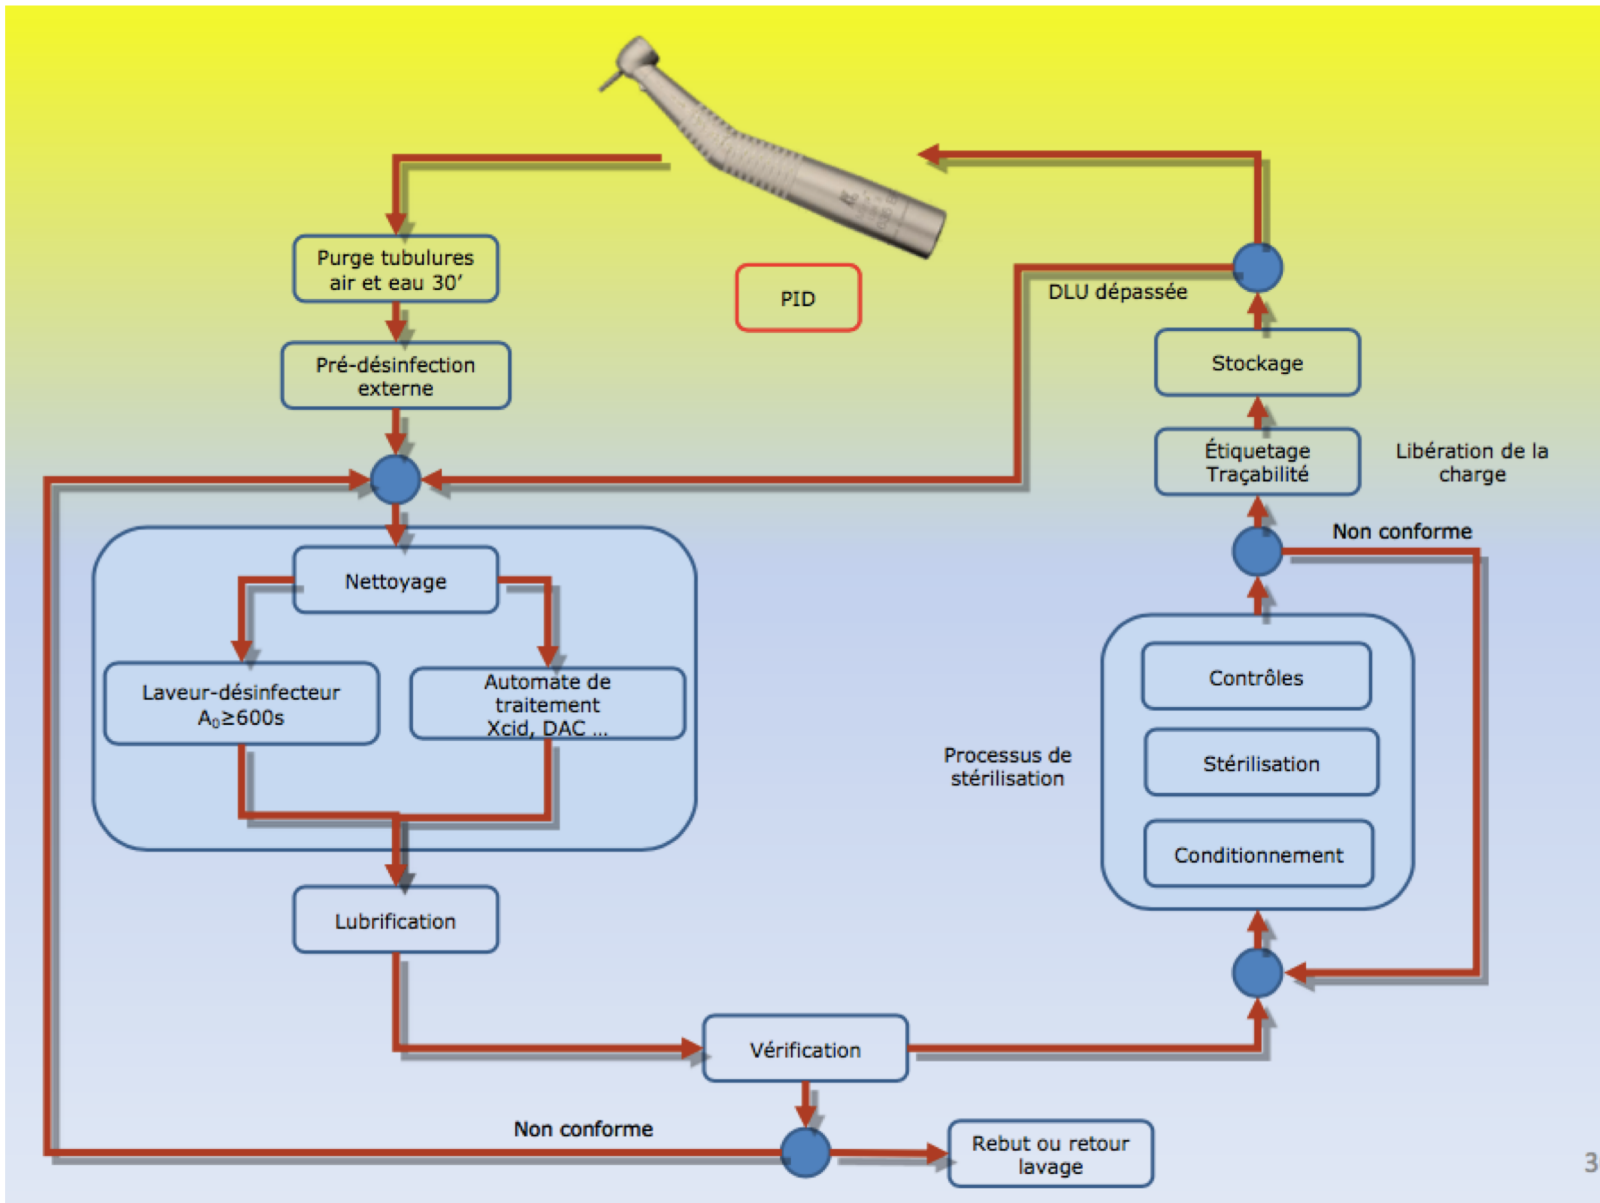 Purge tubulures
air et eau 30'
PID
DLU dépassée
Pré-désinfection
externe
Stockage
Étiquetage
Traçabilité
Libération de la
charge
Non conforme
Nettoyage
Laveur-désinfecteur
A₀≥600s
Automate de
traitement
Xcid, DAC ...
Contrôles
Processus de
stérilisation
Stérilisation
Conditionnement
Lubrification
Vérification
Non conforme
Rebut ou retour
lavage
3